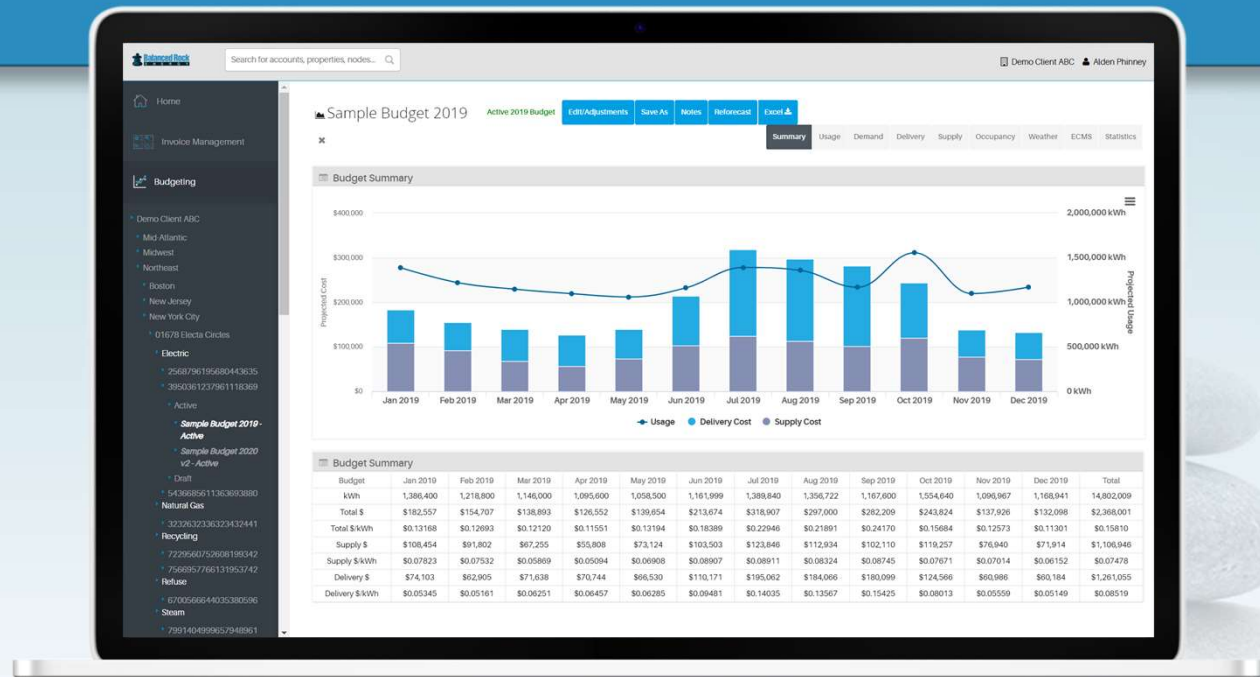 Balanced Rock
ENERGY
Search for accounts, properties, nodes...
Demo Client ABC
Alden Phinney
Home
Invoice Management
Budgeting
Demo Client ABC
Mid-Atlantic
Midwest
Northeast
Boston
New Jersey
New York City
01678 Electa Circles
Electric
2568796195680443635
3950361237961118369
Active
Sample Budget 2019 -
Active
Sample Budget 2020
v2 - Active
Draft
5436685611363693880
Natural Gas
3232632336323432441
Recycling
7229560752608199342
7566957766131953742
Refuse
6700566644035380596
Steam
7991404999657948961
Sample Budget 2019
Active 2019 Budget
Edit/Adjustments Save As Notes Reforecast Excel
Summary Usage Demand Delivery Supply Occupancy Weather ECMS Statistics
Budget Summary
$400,000 2,000,000 kWh
$300,000 1,500,000 kWh
$200,000 1,000,000 kWh
$100,000 500,000 kWh
$0 0 kWh
Projected Cost
Projected Usage
Jan 2019 Feb 2019 Mar 2019 Apr 2019 May 2019 Jun 2019 Jul 2019 Aug 2019 Sep 2019 Oct 2019 Nov 2019 Dec 2019
Usage Delivery Cost Supply Cost
Budget Summary
Budget Jan 2019 Feb 2019 Mar 2019 Apr 2019 May 2019 Jun 2019 Jul 2019 Aug 2019 Sep 2019 Oct 2019 Nov 2019 Dec 2019 Total
kWh 1,386,400 1,218,800 1,146,000 1,095,600 1,058,500 1,161,999 1,389,840 1,356,722 1,167,600 1,554,640 1,096,967 1,168,941 14,802,009
Total $ $182,557 $154,707 $138,893 $126,552 $139,654 $213,674 $318,907 $297,000 $282,209 $243,824 $137,926 $132,098 $2,368,001
Total $/kWh $0.13168 $0.12693 $0.12120 $0.11551 $0.13194 $0.18389 $0.22946 $0.21891 $0.24170 $0.15684 $0.12573 $0.11301 $0.15810
Supply $ $108,454 $91,802 $67,255 $55,808 $73,124 $103,503 $123,846 $112,934 $102,110 $119,257 $76,940 $71,914 $1,106,946
Supply $/kWh $0.07823 $0.07532 $0.05869 $0.05094 $0.06908 $0.08907 $0.08911 $0.08324 $0.08745 $0.07671 $0.07014 $0.06152 $0.07478
Delivery $ $74,103 $62,905 $71,638 $70,744 $66,530 $110,171 $195,062 $184,066 $180,099 $124,566 $60,986 $60,184 $1,261,055
Delivery $/kWh $0.05345 $0.05161 $0.06251 $0.06457 $0.06285 $0.09481 $0.14035 $0.13567 $0.15425 $0.08013 $0.05559 $0.05149 $0.08519